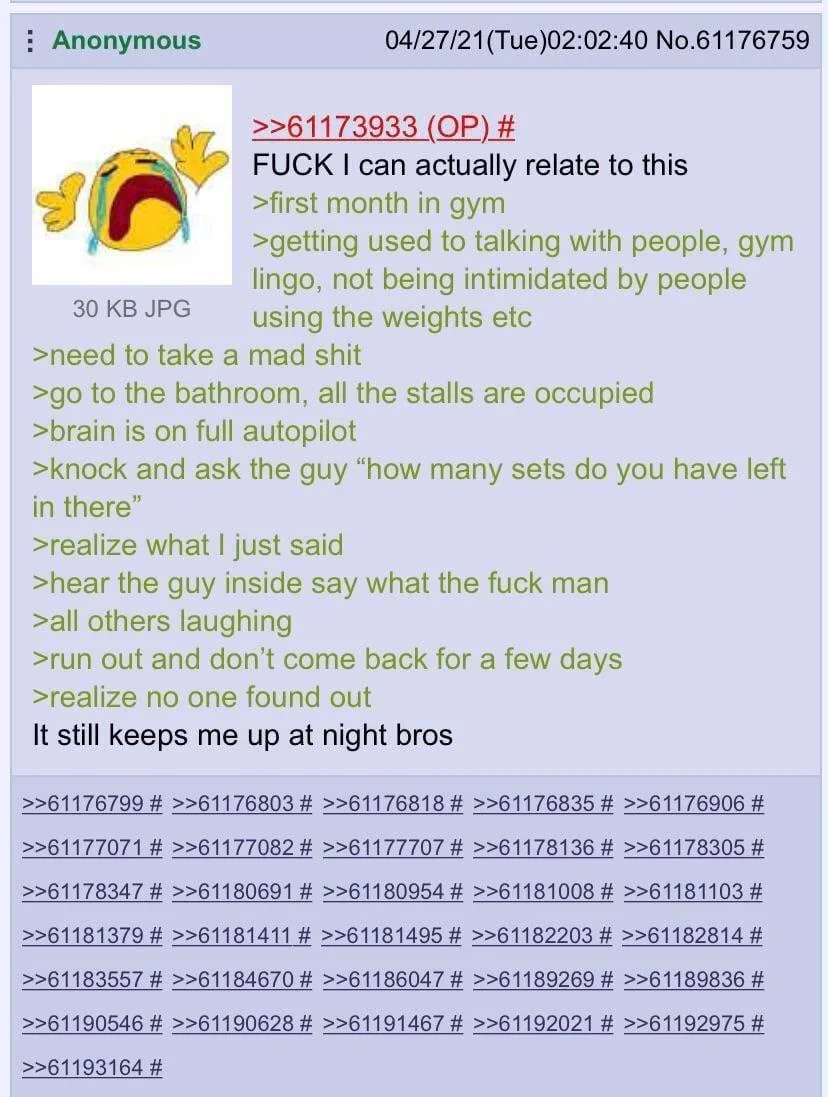 Anonymous 04/27/21(Tue)02:02:40 No.61176759
>>61173933 (OP) #
FUCK I can actually relate to this
>first month in gym
>getting used to talking with people, gym
lingo, not being intimidated by people
using the weights etc
30 KB JPG
>need to take a mad shit
>go to the bathroom, all the stalls are occupied
>brain is on full autopilot
>knock and ask the guy “how many sets do you have left
in there”
>realize what I just said
>hear the guy inside say what the fuck man
>all others laughing
>run out and don’t come back for a few days
>realize no one found out
It still keeps me up at night bros
>>61176799 # >>61176803 # >>61176818 # >>61176835 # >>61176906 #
>>61177071 # >>61177082 # >>61177707 # >>61178136 # >>61178305 #
>>61178347 # >>61180691 # >>61180954 # >>61181008 # >>61181103 #
>>61181379 # >>61181411 # >>61181495 # >>61182203 # >>61182814 #
>>61183557 # >>61184670 # >>61186047 # >>61189269 # >>61189836 #
>>61190546 # >>61190628 # >>61191467 # >>61192021 # >>61192975 #
>>61193164 #